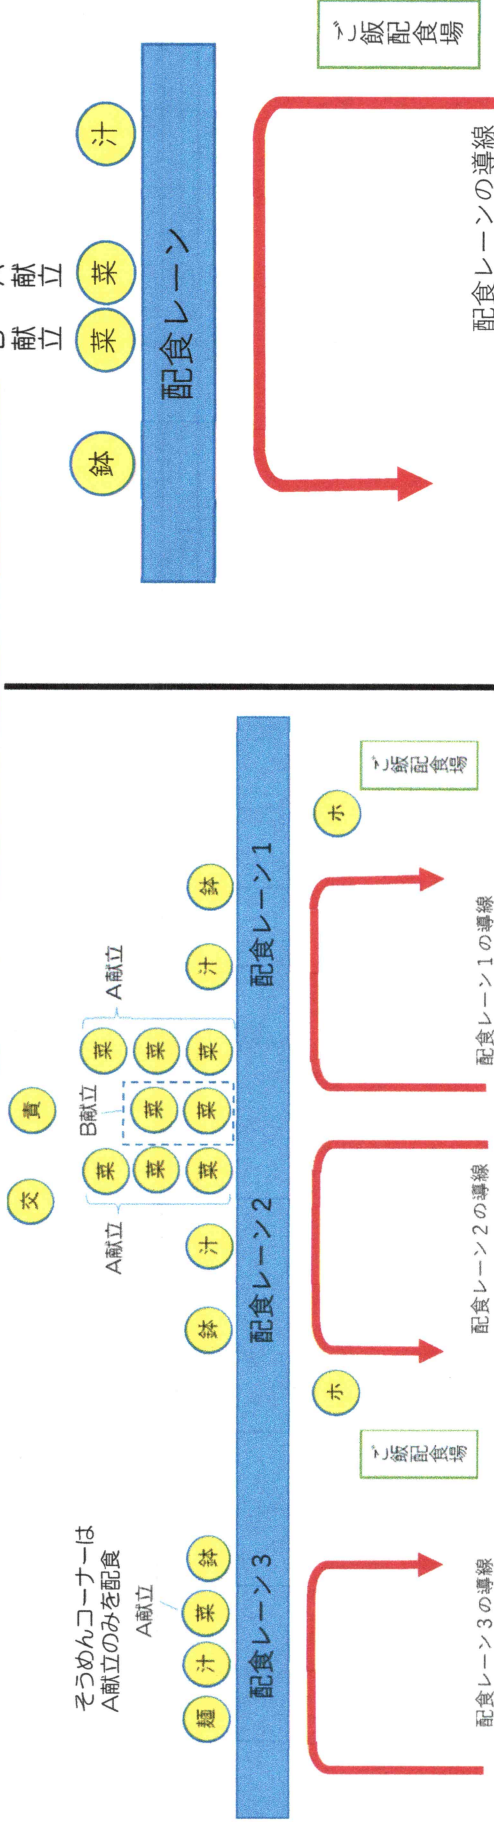 交 責
そうめんコーナーは
A献立のみを配食
A献立
A献立 B献立 A献立
菜 菜
菜 菜 菜
麺 汁 菜 鉢 鉢 汁 菜 菜 菜 汁 鉢
配食レーン3 配食レーン2 配食レーン1
ホ ホ
ご飯配食場 ご飯配食場
配食レーン3の導線 配食レーン2の導線 配食レーン1の導線
献立 献立
鉢 菜 菜 汁
配食レーン
ご飯配食場
配食レーンの導線